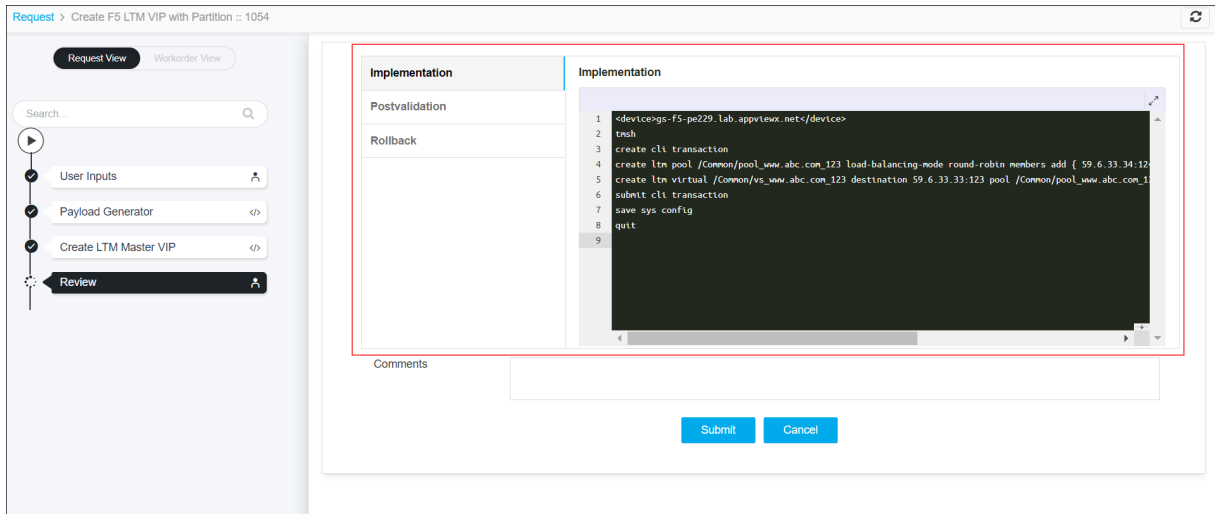 Request > Create F5 LTM VIP with Partition :: 1054
Request View
Workorder View
Search...
User Inputs
Payload Generator
</>
Create LTM Master VIP
</>
Review
Implementation
Postvalidation
Rollback
Implementation
1 <device>gs-f5-pe229.lab.appviewx.net</device>
2 tmsh
3 create cli transaction
4 create ltm pool /Common/pool_www.abc.com_123 load-balancing-mode round-robin members add { 59.6.33.34:12
5 create ltm virtual /Common/vs_www.abc.com_123 destination 59.6.33.33:123 pool /Common/pool_www.abc.com_1
6 submit cli transaction
7 save sys config
8 quit
9
Comments
Submit
Cancel